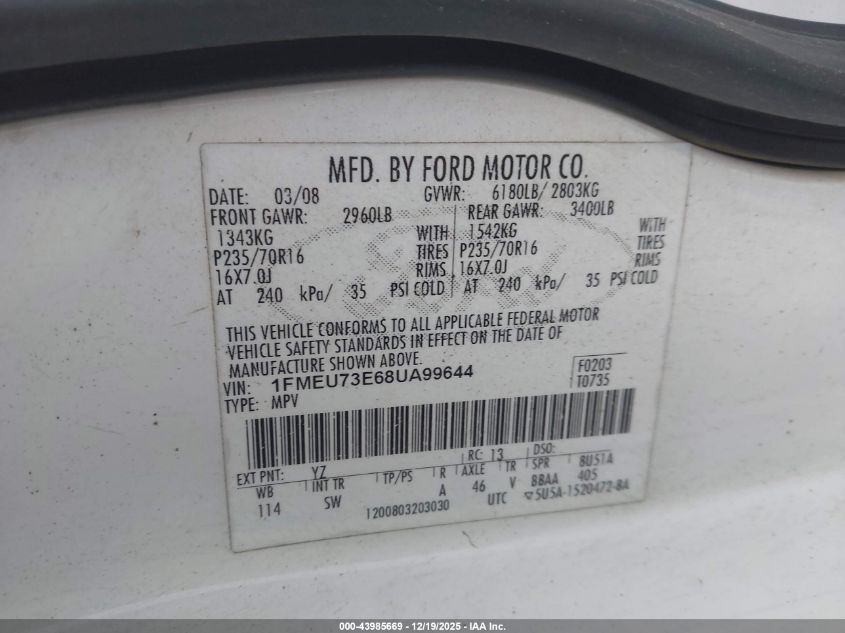 MFD. BY FORD MOTOR CO.
DATE: 03/08 GVWR: 6180LB/ 2803KG
FRONT GAWR: 2960LB REAR GAWR: 3400LB
1343KG WITH 1542KG WITH
P235/70R16 TIRES P235/70R16 TIRES
16X7.0J RIMS 16X7.0J RIMS
AT 240 kPa/ 35 PSI COLD AT 240 kPa/ 35 PSI COLD
THIS VEHICLE CONFORMS TO ALL APPLICABLE FEDERAL MOTOR
VEHICLE SAFETY STANDARDS IN EFFECT ON THE DATE OF
MANUFACTURE SHOWN ABOVE.
VIN: 1FMEU73E68UA99644 F0203
TYPE: MPV T0735
EXT PNT: YZ RC: 13 DSO:
WB INT TR TP/PS R AXLE TR SPR 8U51A
114 SW A 46 V BBAA 405
1200803203030 UTC ▽5U5A-1520472-BA
000-43985669 - 12/19/2025 - IAA Inc.